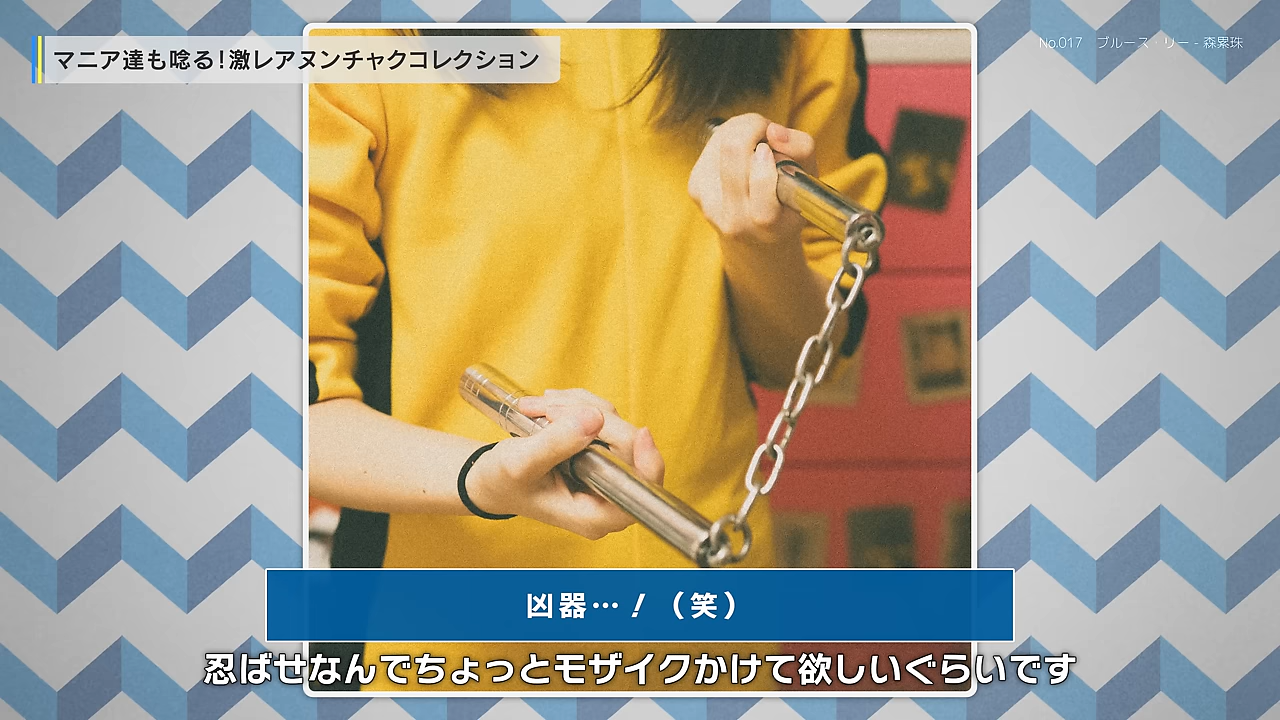 マニア達も唸る!激レアヌンチャクコレクション
No.017 ブルース・リー - 森累珠
凶器…!(笑)
忍ばせなんでちょっとモザイクかけて欲しいぐらいです